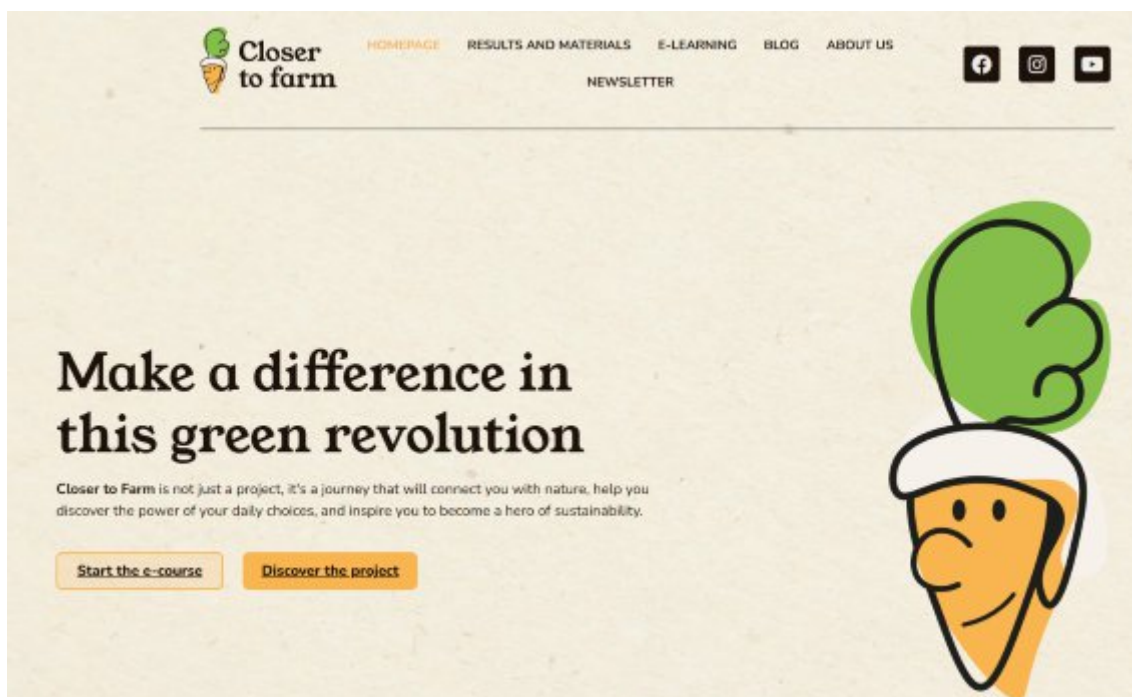 Closer
to farm
HOMEPAGE RESULTS AND MATERIALS E-LEARNING BLOG ABOUT US
NEWSLETTER
Make a difference in
this green revolution
Closer to Farm is not just a project, it's a journey that will connect you with nature, help you
discover the power of your daily choices, and inspire you to become a hero of sustainability.
Start the e-course Discover the project